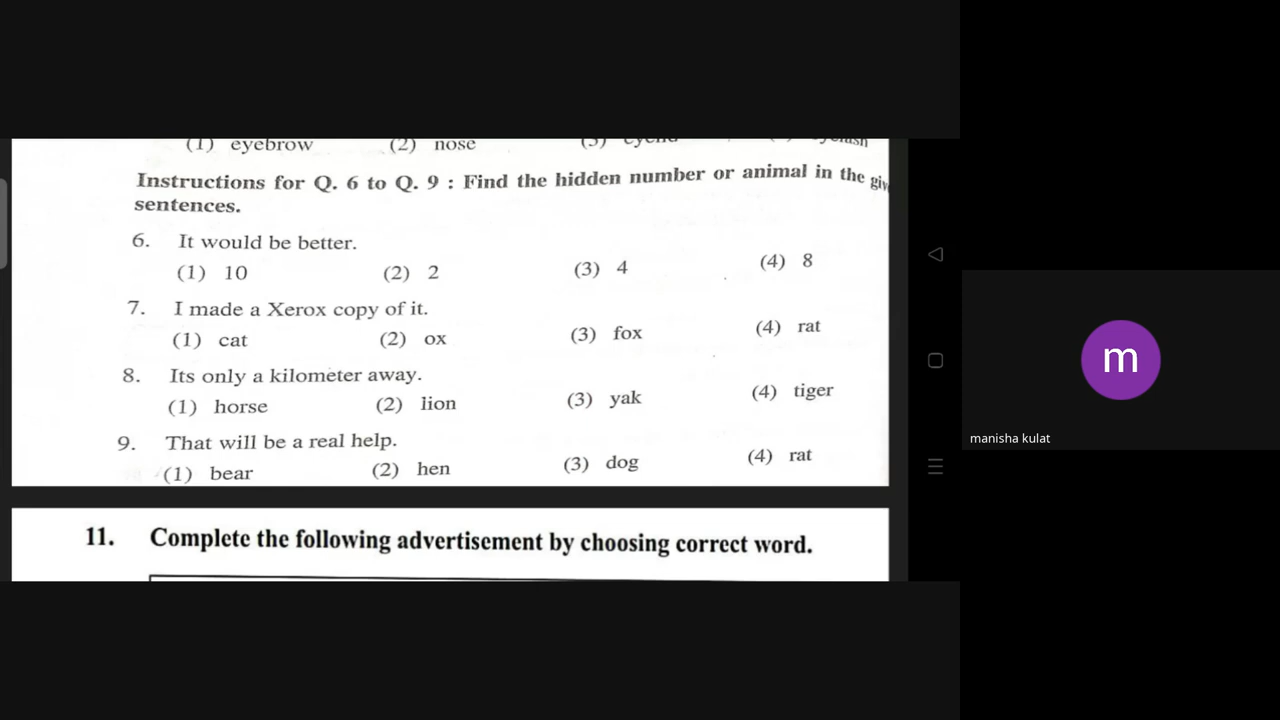 (1) eyebrow (2) nose (3)
Instructions for Q. 6 to Q. 9 : Find the hidden number or animal in the
sentences.
6. It would be better.
(1) 10 (2) 2 (3) 4 (4) 8
7. I made a Xerox copy of it.
(1) cat (2) ox (3) fox (4) rat
8. Its only a kilometer away.
(1) horse (2) lion (3) yak (4) tiger
9. That will be a real help.
(1) bear (2) hen (3) dog (4) rat
11. Complete the following advertisement by choosing correct word.
m
manisha kulat